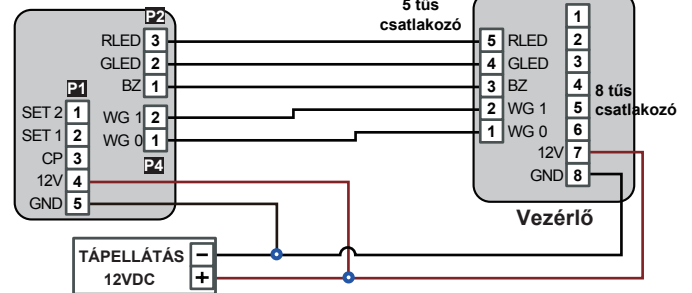 5 tűs
csatlakozó
P2
RLED 3
GLED 2
BZ 1
P1
SET 2 1
SET 1 2
CP 3
12V 4
GND 5
WG 1 2
WG 0 1
P4
5 RLED
4 GLED
3 BZ
2 WG 1
1 WG 0
1
2
3
4
5
6
12V 7
GND 8
8 tűs
csatlakozó
Vezérlő
TÁPELLÁTÁS −
12VDC +